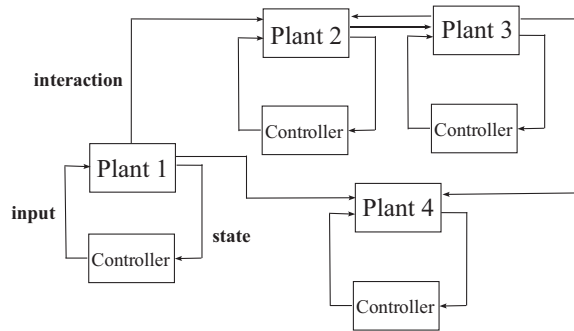 Plant 2
Plant 3
interaction
Controller
Controller
Plant 1
input
Plant 4
state
Controller
Controller